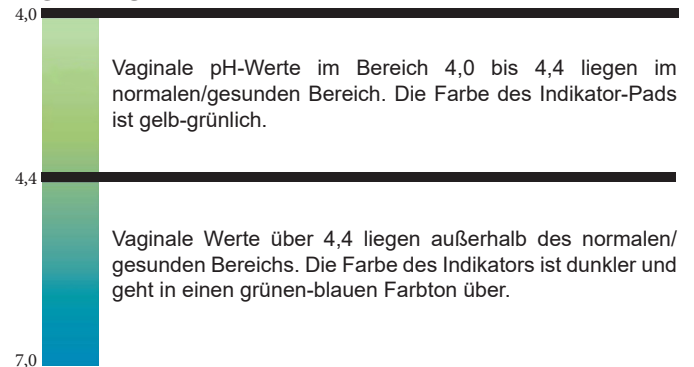 4,0
Vaginale pH-Werte im Bereich 4,0 bis 4,4 liegen im
normalen/gesunden Bereich. Die Farbe des Indikator-Pads
ist gelb-grünlich.
4,4
Vaginale Werte über 4,4 liegen außerhalb des normalen/
gesunden Bereichs. Die Farbe des Indikators ist dunkler und
geht in einen grünen-blauen Farbton über.
7,0